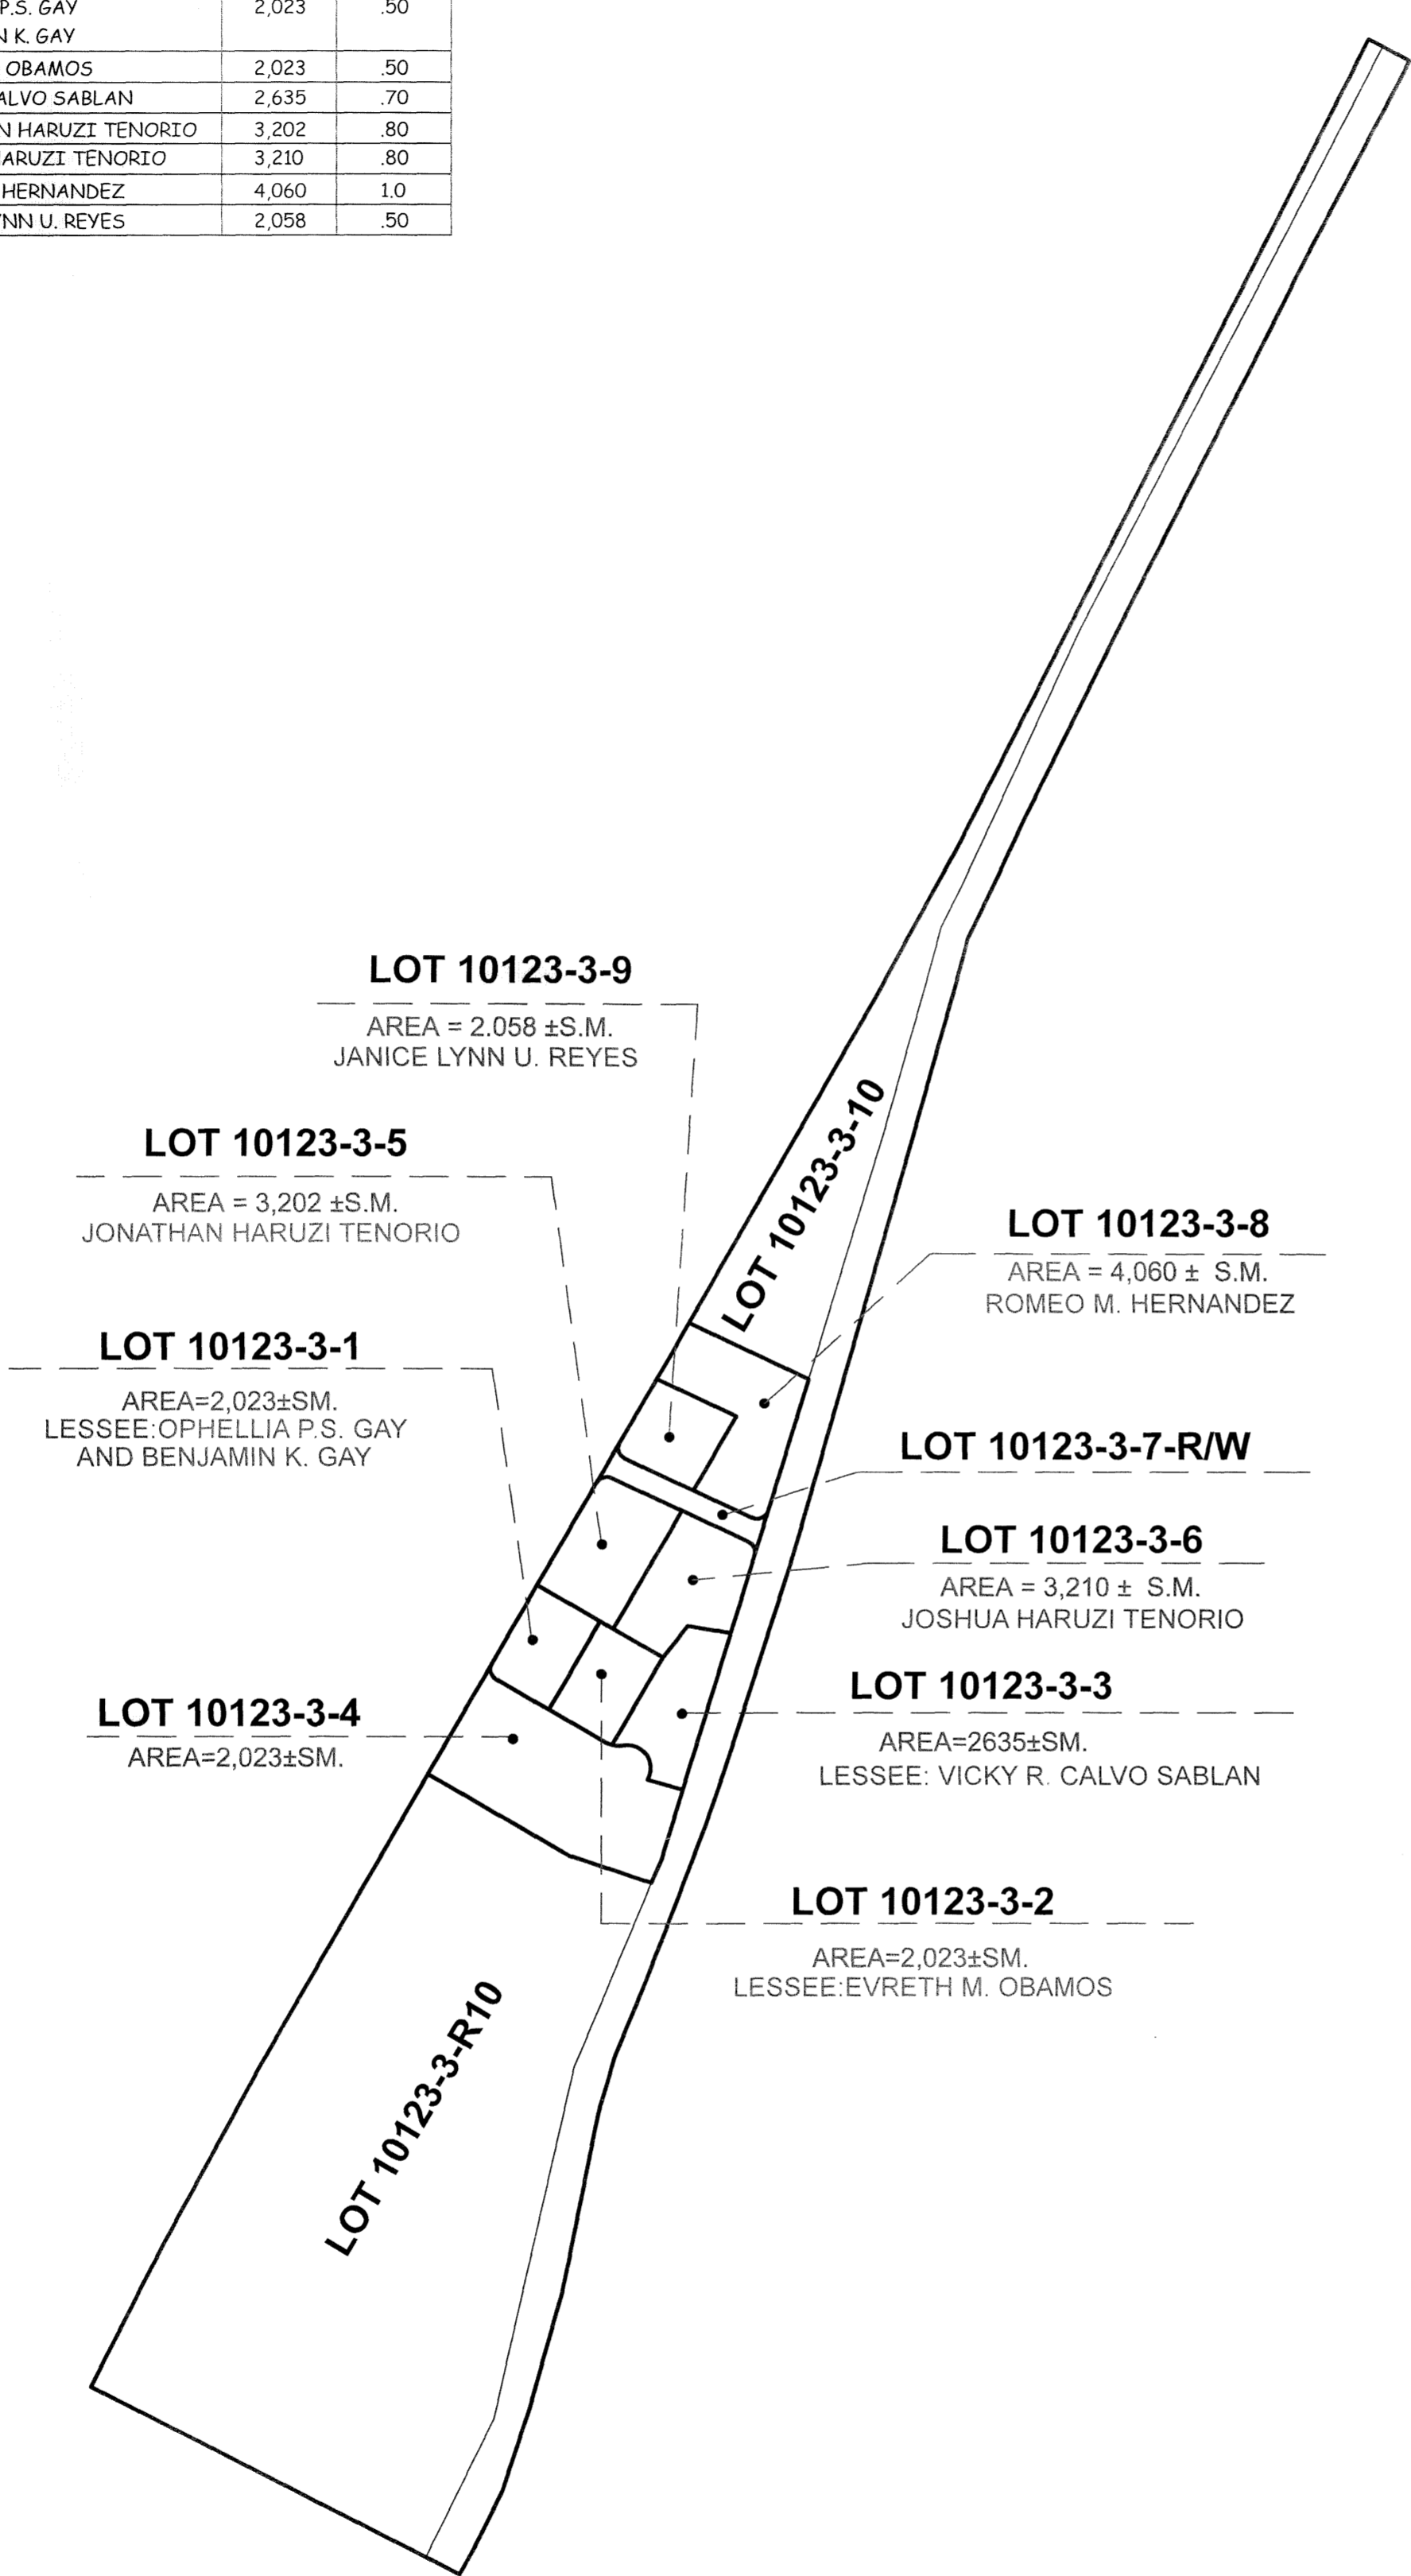 P.S. GAY 2,023 .50
N K. GAY
OBAMOS 2,023 .50
ALVO SABLAN 2,635 .70
N HARUZI TENORIO 3,202 .80
ARUZI TENORIO 3,210 .80
HERNANDEZ 4,060 1.0
YNN U. REYES 2,058 .50
LOT 10123-3-9
AREA = 2.058 ±S.M.
JANICE LYNN U. REYES
LOT 10123-3-10
LOT 10123-3-5
AREA = 3,202 ±S.M.
JONATHAN HARUZI TENORIO
LOT 10123-3-8
AREA = 4,060 ± S.M.
ROMEO M. HERNANDEZ
LOT 10123-3-1
AREA=2,023±SM.
LESSEE:OPHELLIA P.S. GAY
AND BENJAMIN K. GAY
LOT 10123-3-7-R/W
LOT 10123-3-6
AREA = 3,210 ± S.M.
JOSHUA HARUZI TENORIO
LOT 10123-3-3
AREA=2635±SM.
LESSEE: VICKY R. CALVO SABLAN
LOT 10123-3-4
AREA=2,023±SM.
LOT 10123-3-2
AREA=2,023±SM.
LESSEE:EVRETH M. OBAMOS
LOT 10123-3-R10